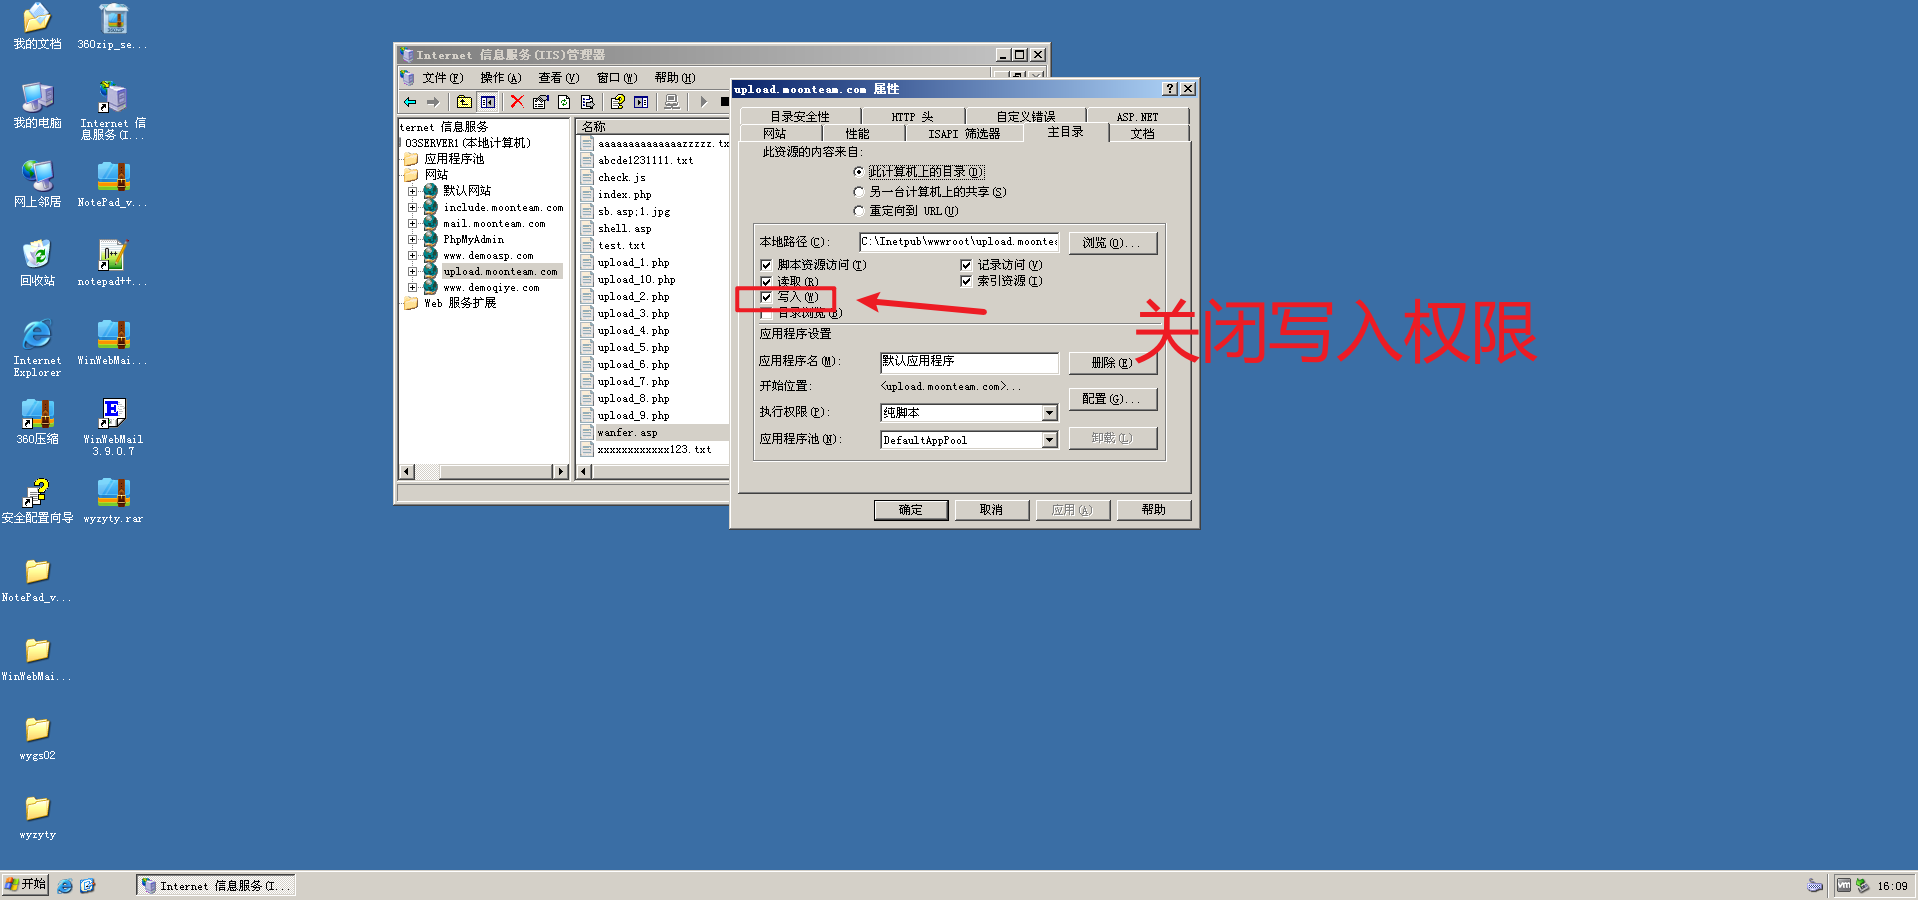 我的文档
360zip_se...
我的电脑
Internet 信
息服务(I...
网上邻居
NotePad_v...
回收站
notepad++...
Internet
Explorer
WinWebMai...
360压缩
WinWebMail
3.9.0.7
安全配置向导
wyzyty.rar
NotePad_v...
WinWebMai...
wygs02
wyzyty
Internet 信息服务(IIS)管理器
文件(F) 操作(A) 查看(V) 窗口(W) 帮助(H)
ternet 信息服务
03SERVER1(本地计算机)
应用程序池
网站
默认网站
include.moonteam.com
mail.moonteam.com
PhpMyAdmin
www.demoasp.com
upload.moonteam.com
www.demoqiye.com
Web 服务扩展
名称
aaaaaaaaaaaaaazzzzz.tx
abcde1231111.txt
check.js
index.php
sb.asp;1.jpg
shell.asp
test.txt
upload_1.php
upload_10.php
upload_2.php
upload_3.php
upload_4.php
upload_5.php
upload_6.php
upload_7.php
upload_8.php
upload_9.php
wanfer.asp
xxxxxxxxxxxx123.txt
upload.moonteam.com 属性
目录安全性 HTTP 头 自定义错误 ASP.NET
网站 性能 ISAPI 筛选器 主目录 文档
此资源的内容来自:
此计算机上的目录(D)
另一台计算机上的共享(S)
重定向到 URL(U)
本地路径(C): C:\Inetpub\wwwroot\upload.moontea 浏览(O)...
脚本资源访问(T) 记录访问(V)
读取(R) 索引资源(I)
写入(W)
目录浏览(B)
关闭写入权限
应用程序设置
应用程序名(M): 默认应用程序 删除(E)
开始位置: <upload.moonteam.com>...
配置(G)...
执行权限(P): 纯脚本
应用程序池(N): DefaultAppPool 卸载(L)
确定 取消 应用(A) 帮助
开始
Internet 信息服务(I...
16:09